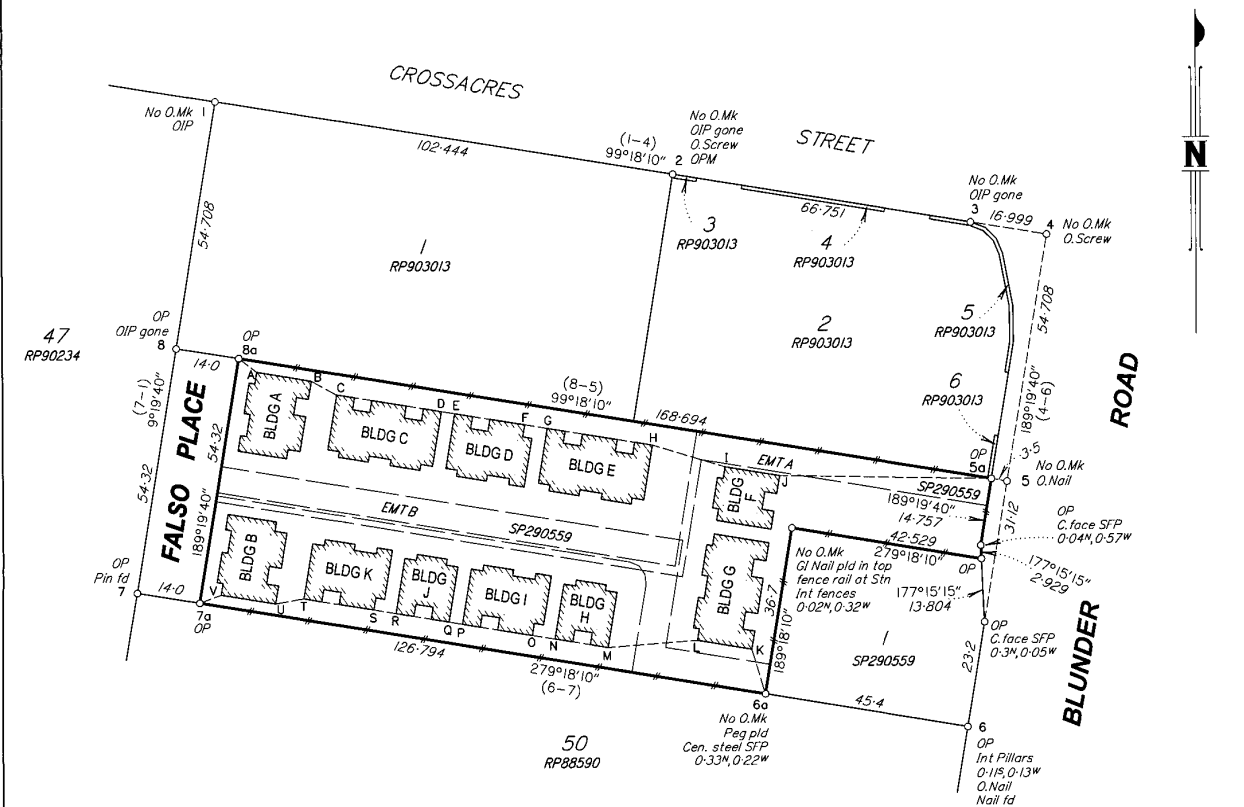 CROSSACRES
STREET
N
No O.Mk
OIP
1
102·444
(1-4)
99°18'10"
No O.Mk
OIP gone
O.Screw
OPM
2
3
RP903013
66·751
4
RP903013
No O.Mk
OIP gone
3
16·999
4
No O.Mk
O.Screw
54·708
1
RP903013
2
RP903013
5
RP903013
54·708
6
RP903013
189°19'40"
(4-6)
ROAD
47
RP90234
OP
OIP gone
8
OP
8a
14·0
(7-1)
9°19'40"
(8-5)
99°18'10"
168·694
OP
5a
3·5
No O.Mk
O.Nail
5
A
B
C
D
E
F
G
H
I
J
EMT A
BLDG A
BLDG C
BLDG D
BLDG E
BLDG
F
SP290559
189°19'40"
14·757
42·529
279°18'10"
31·12
OP
C.face SFP
0·04N,0·57W
OP
177°15'15"
2·929
FALSO PLACE
54·32
54·32
189°19'40"
EMT B
SP290559
BLDG B
BLDG K
BLDG
J
BLDG I
BLDG
H
BLDG G
No O.Mk
GI Nail pld in top
fence rail at Stn
Int fences
0·02N,0·32W
177°15'15"
13·804
OP
C.face SFP
0·3N,0·05W
OP
Pin fd
7
14·0
7a
OP
V
U
T
S
R
Q
P
O
N
M
L
K
36·7
189°18'10"
1
SP290559
23·2
BLUNDER
126·794
279°18'10"
(6-7)
45·4
6a
No O.Mk
Peg pld
Cen. steel SFP
0·33N,0·22W
50
RP88590
6
OP
Int Pillars
0·11S,0·13W
O.Nail
Nail fd